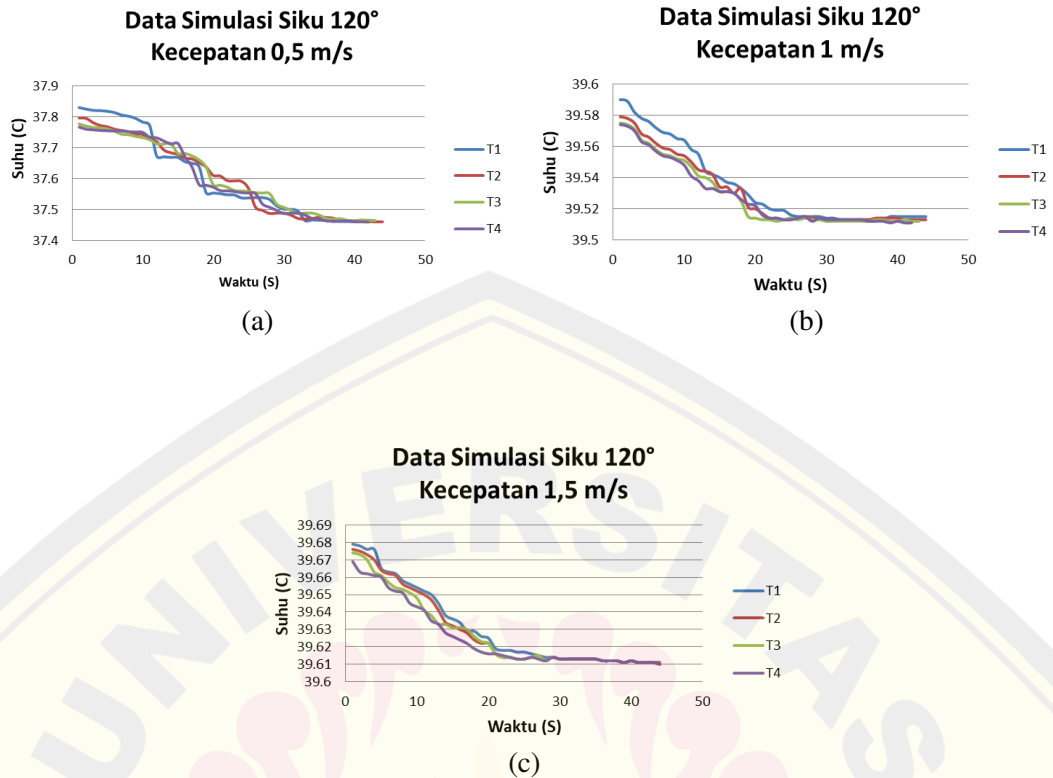 Data Simulasi Siku 120°
Kecepatan 0,5 m/s
37.9
37.8
37.7
37.6
37.5
37.4
Suhu (C)
0 10 20 30 40 50
Waktu (S)
T1
T2
T3
T4
(a)
Data Simulasi Siku 120°
Kecepatan 1 m/s
39.6
39.58
39.56
39.54
39.52
39.5
Suhu (C)
0 10 20 30 40 50
Waktu (S)
T1
T2
T3
T4
(b)
Data Simulasi Siku 120°
Kecepatan 1,5 m/s
39.69
39.68
39.67
39.66
39.65
39.64
39.63
39.62
39.61
39.6
Suhu (C)
0 10 20 30 40 50
Waktu (S)
T1
T2
T3
T4
(c)
UNIVERSITAS